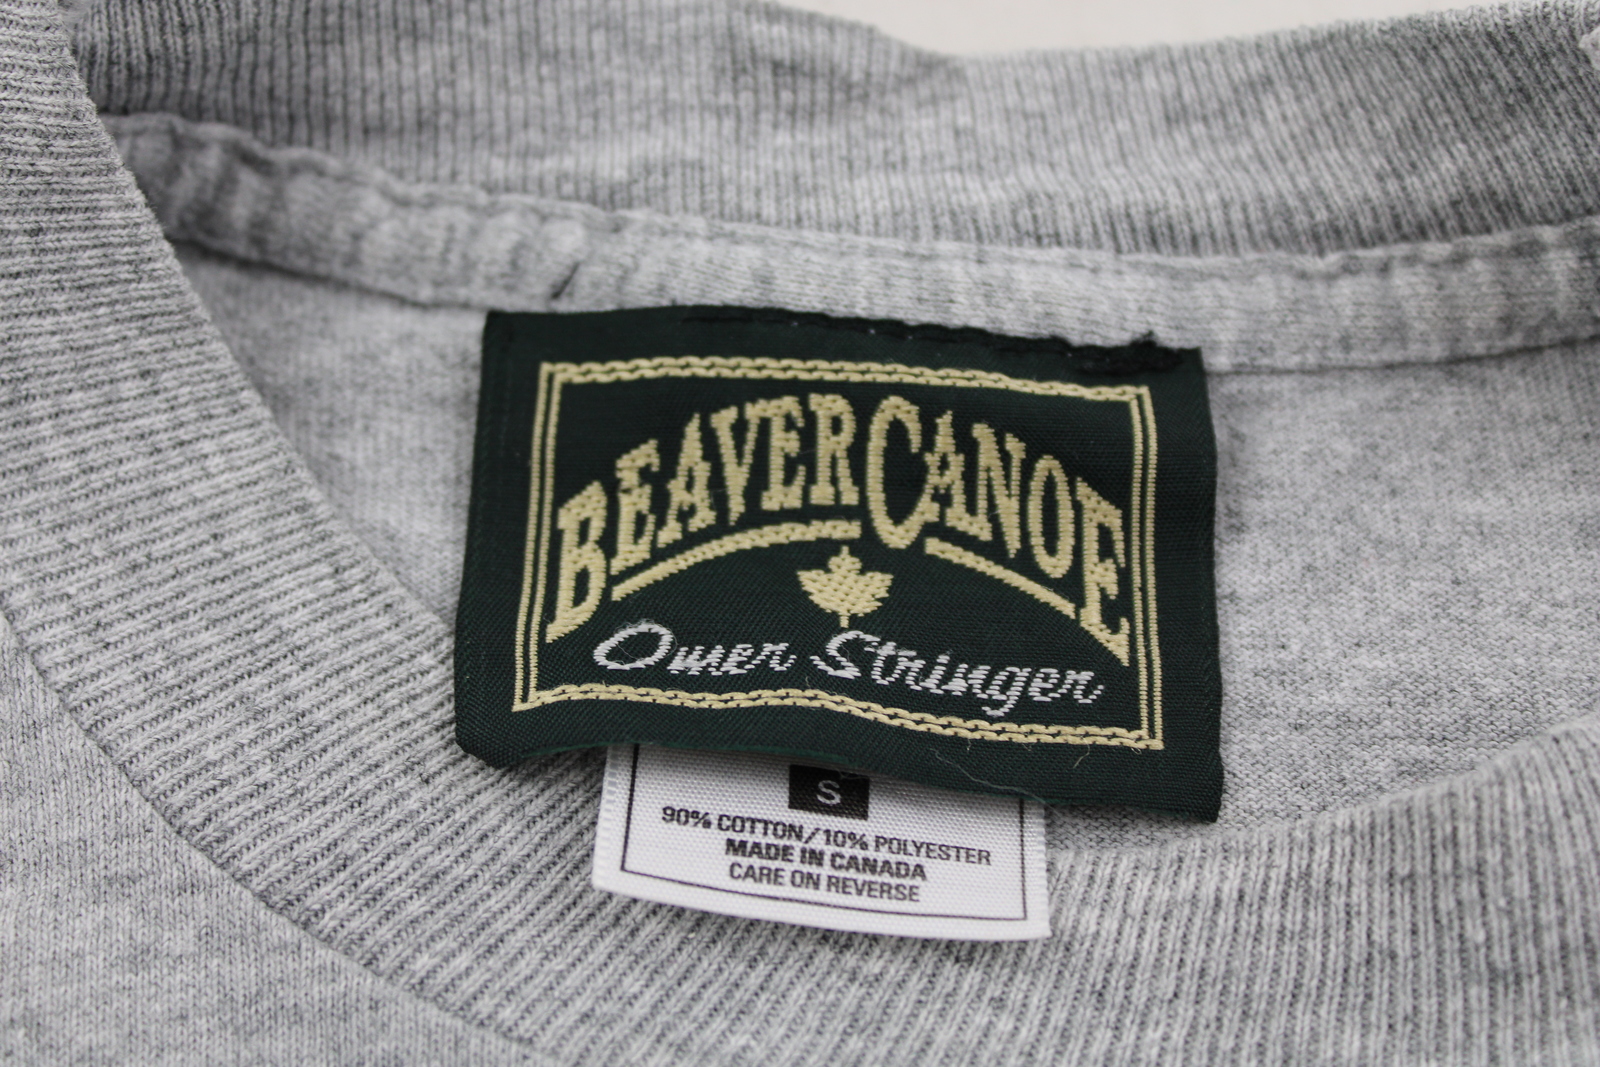 BEAVER CANOE
Omer Stringer
S
90% COTTON/10% POLYESTER
MADE IN CANADA
CARE ON REVERSE